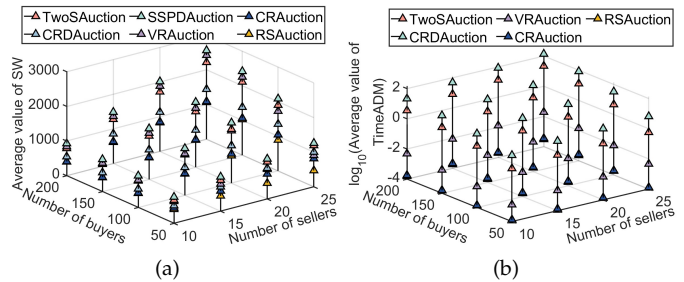 TwoSAuction SSPDAuction CRAuction
CRDAuction VRAuction RSAuction
Average value of SW
3000
2000
1000
0
200
150
100
50
Number of buyers
10
15
20
25
Number of sellers
(a)
TwoSAuction VRAuction RSAuction
CRDAuction CRAuction
log10(Average value of
TimeADM)
2
0
-2
-4
200
150
100
50
Number of buyers
10
15
20
25
Number of sellers
(b)